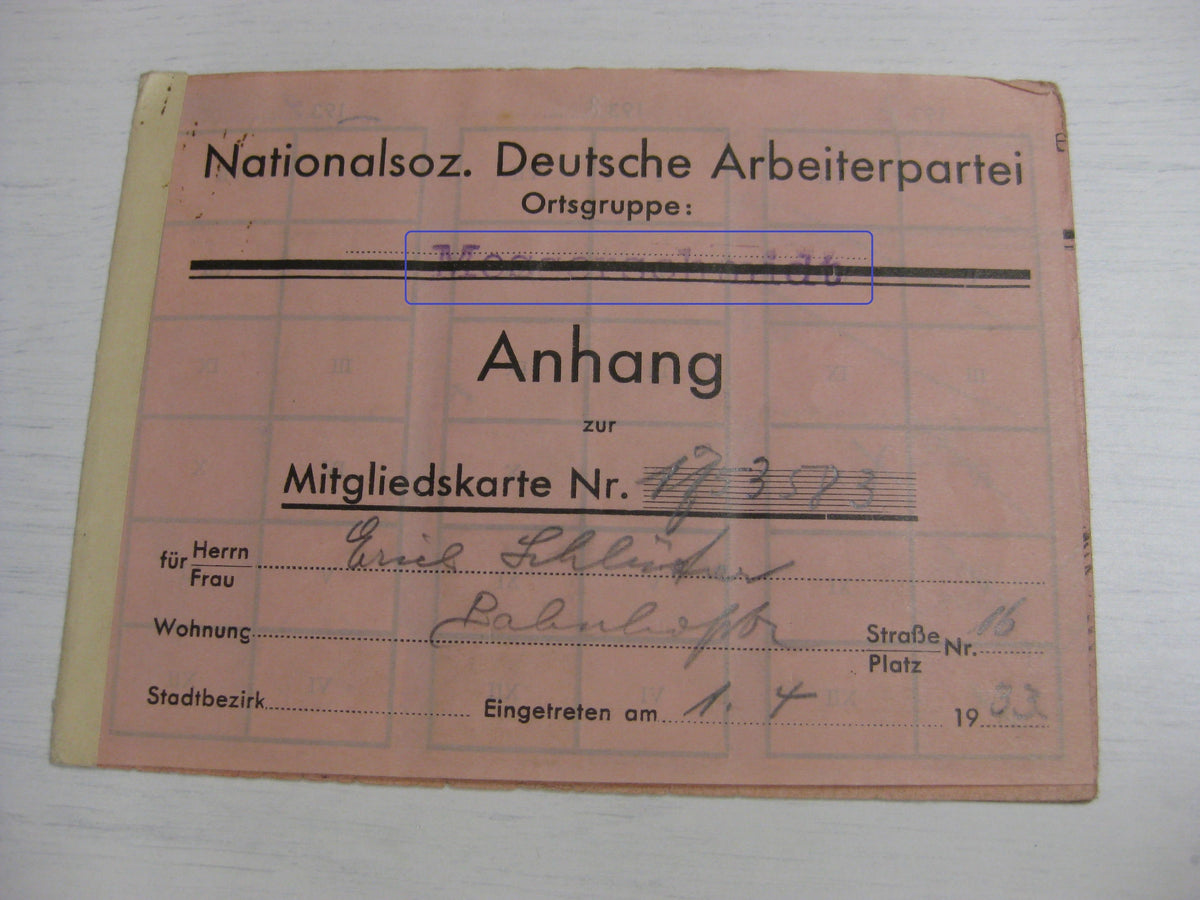 Nationalsoz. Deutsche Arbeiterpartei
Ortsgruppe:
Messerschmidt
Anhang
zur
Mitgliedskarte Nr.
für Herrn Erich Schlüter
Frau
Wohnung Bahnhofstr Straße Nr. 16
Platz
Stadtbezirk Eingetreten am 1. 4 1933